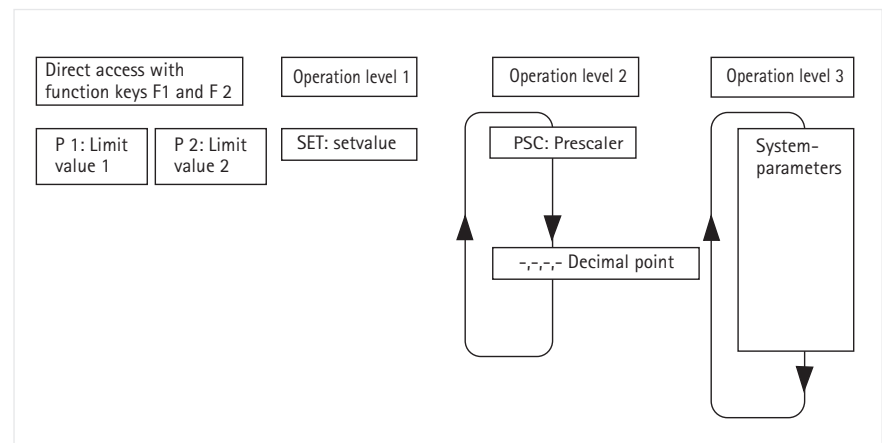 Direct access with
function keys F1 and F 2
Operation level 1
Operation level 2
Operation level 3
P 1: Limit
value 1
P 2: Limit
value 2
SET: setvalue
PSC: Prescaler
System-
parameters
-,-,-,- Decimal point